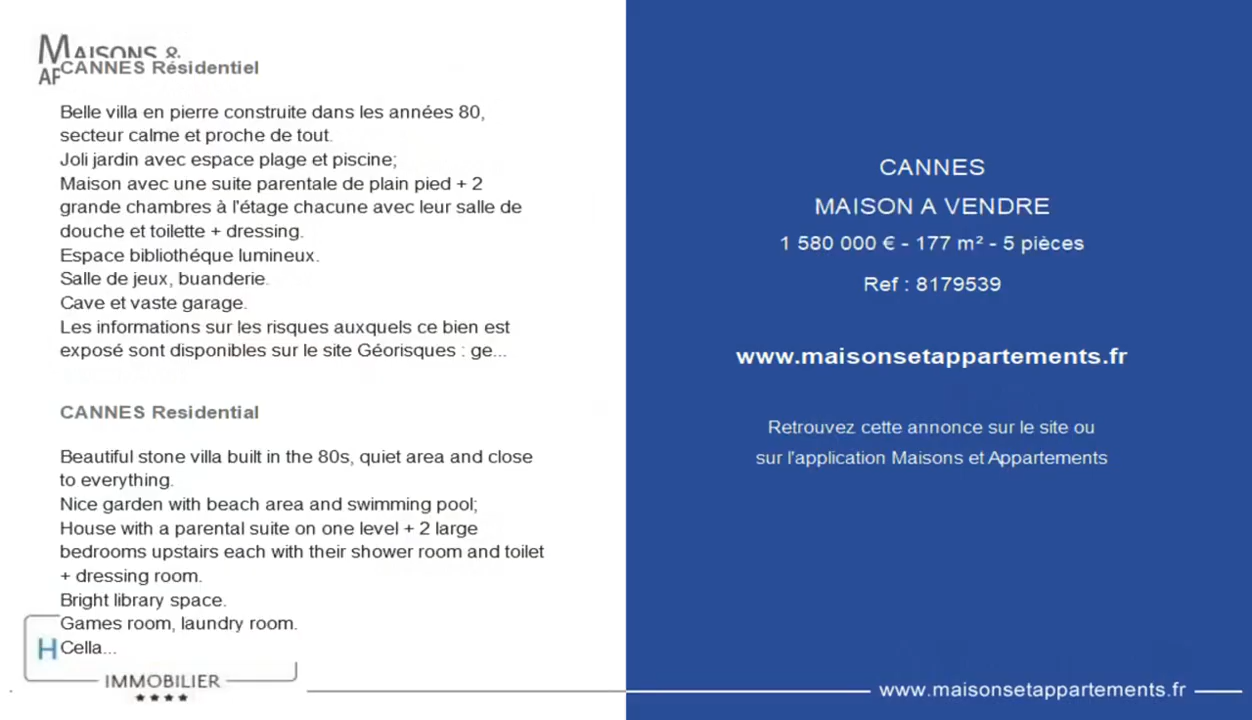 MAISONS &
AP
CANNES Résidentiel
Belle villa en pierre construite dans les années 80,
secteur calme et proche de tout.
Joli jardin avec espace plage et piscine;
Maison avec une suite parentale de plain pied + 2
grande chambres à l'étage chacune avec leur salle de
douche et toilette + dressing.
Espace bibliothéque lumineux.
Salle de jeux, buanderie.
Cave et vaste garage.
Les informations sur les risques auxquels ce bien est
exposé sont disponibles sur le site Géorisques : ge...
CANNES Residential
Beautiful stone villa built in the 80s, quiet area and close
to everything.
Nice garden with beach area and swimming pool;
House with a parental suite on one level + 2 large
bedrooms upstairs each with their shower room and toilet
+ dressing room.
Bright library space.
Games room, laundry room.
Cella...
H
IMMOBILIER
CANNES
MAISON A VENDRE
1 580 000 € - 177 m² - 5 pièces
Ref : 8179539
www.maisonsetappartements.fr
Retrouvez cette annonce sur le site ou
sur l'application Maisons et Appartements
www.maisonsetappartements.fr